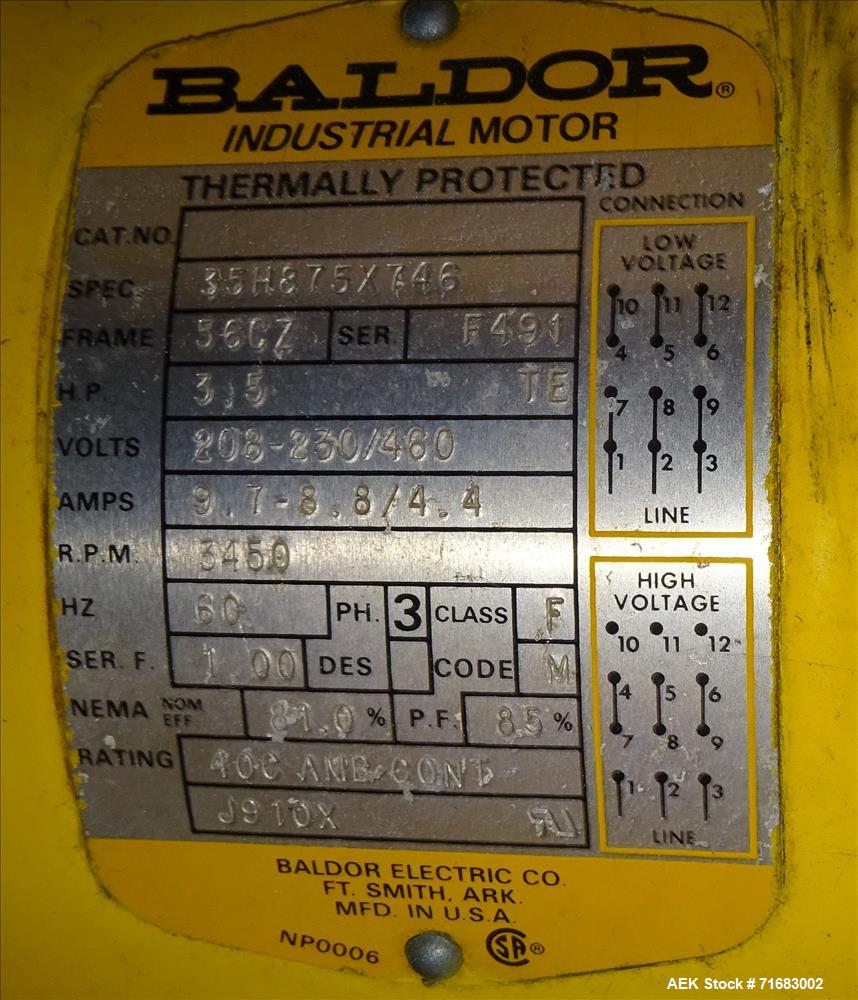 BALDOR®
INDUSTRIAL MOTOR
THERMALLY PROTECTED
CAT.NO.
SPEC. 35H875X746
FRAME 56CZ SER. F491
H.P. 3.5 TE
VOLTS 208-230/460
AMPS 9.7-8.8/4.4
R.P.M. 3450
HZ 60 PH. 3 CLASS F
SER. F. 1.00 DES CODE M
NEMA NOM EFF 81.0 % P.F. 85 %
RATING 40C AMB-CONT
J910X
CONNECTION
LOW
VOLTAGE
10 11 12
4 5 6
7 8 9
1 2 3
LINE
HIGH
VOLTAGE
10 11 12
4 5 6
7 8 9
1 2 3
LINE
BALDOR ELECTRIC CO.
FT. SMITH, ARK.
MFD. IN U.S.A.
NP0006 SA®
AEK Stock # 71683002